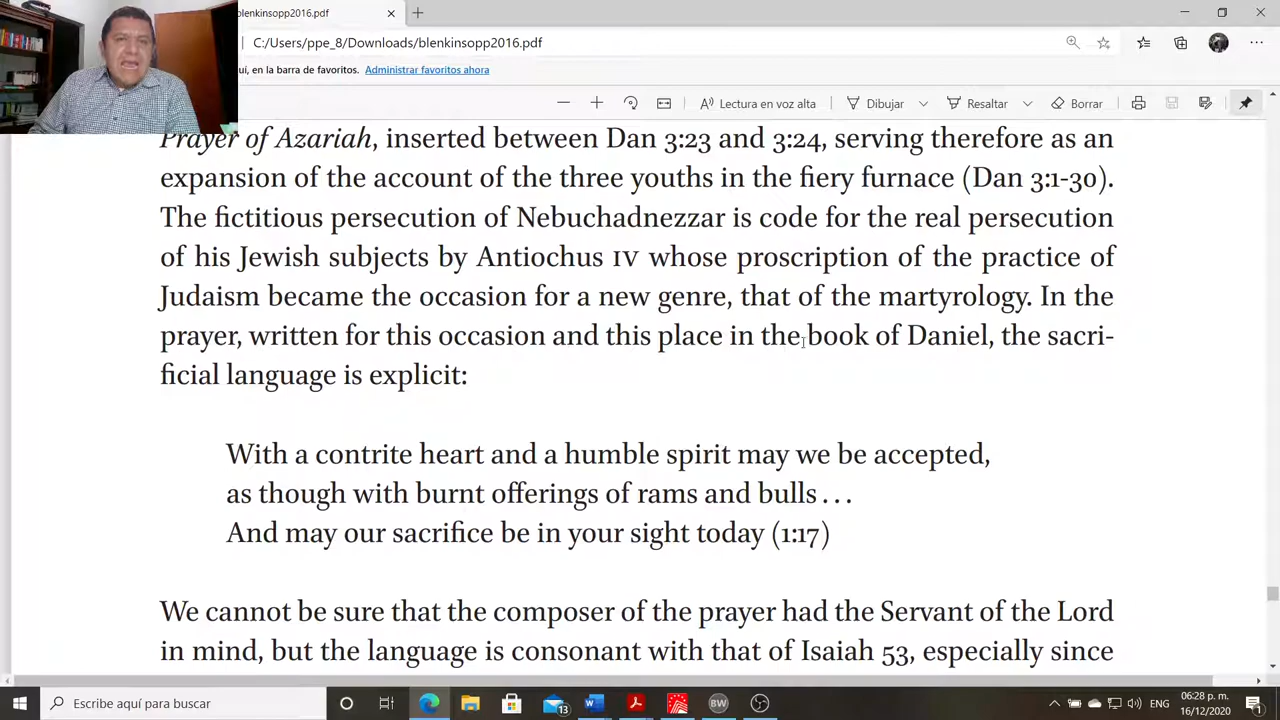 blenkinsopp2016.pdf
C:/Users/ppe_8/Downloads/blenkinsopp2016.pdf
en la barra de favoritos. Administrar favoritos ahora
Lectura en voz alta
Dibujar
Resaltar
Borrar
Prayer of Azariah, inserted between Dan 3:23 and 3:24, serving therefore as an
expansion of the account of the three youths in the fiery furnace (Dan 3:1-30).
The fictitious persecution of Nebuchadnezzar is code for the real persecution
of his Jewish subjects by Antiochus IV whose proscription of the practice of
Judaism became the occasion for a new genre, that of the martyrology. In the
prayer, written for this occasion and this place in the book of Daniel, the sacri-
ficial language is explicit:
With a contrite heart and a humble spirit may we be accepted,
as though with burnt offerings of rams and bulls . . .
And may our sacrifice be in your sight today (1:17)
We cannot be sure that the composer of the prayer had the Servant of the Lord
in mind, but the language is consonant with that of Isaiah 53, especially since
Escribe aquí para buscar
13
W
BW
ENG
06:28 p. m.
16/12/2020
1